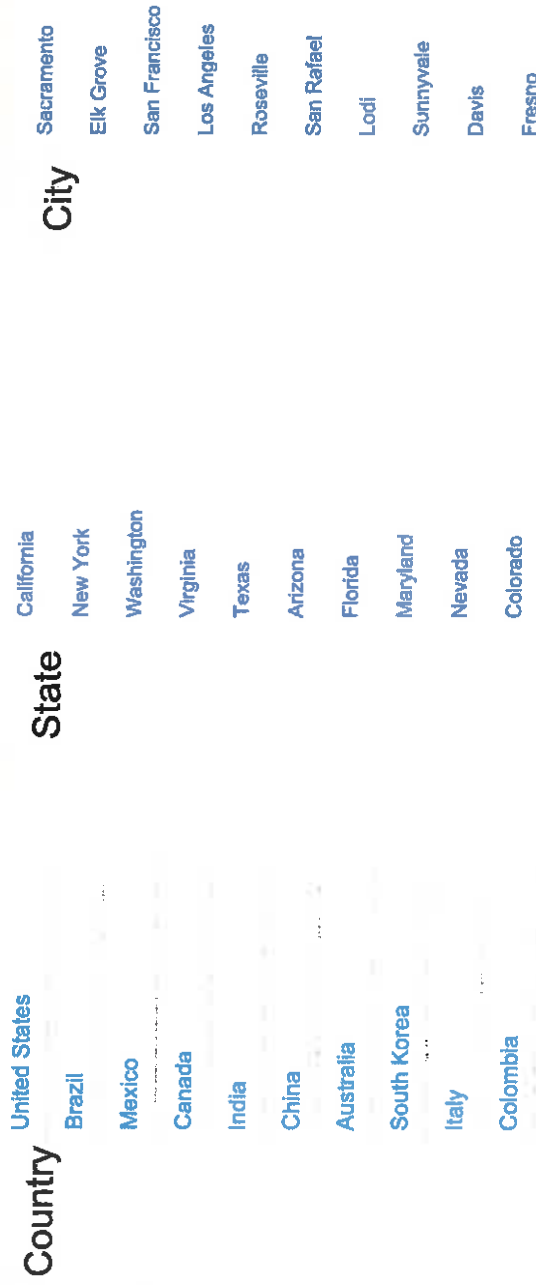 Country
United States
Brazil
Mexico
Canada
India
China
Australia
South Korea
Italy
Colombia
State
California
New York
Washington
Virginia
Texas
Arizona
Florida
Maryland
Nevada
Colorado
City
Sacramento
Elk Grove
San Francisco
Los Angeles
Roseville
San Rafael
Lodi
Sunnyvale
Davis
Fresno